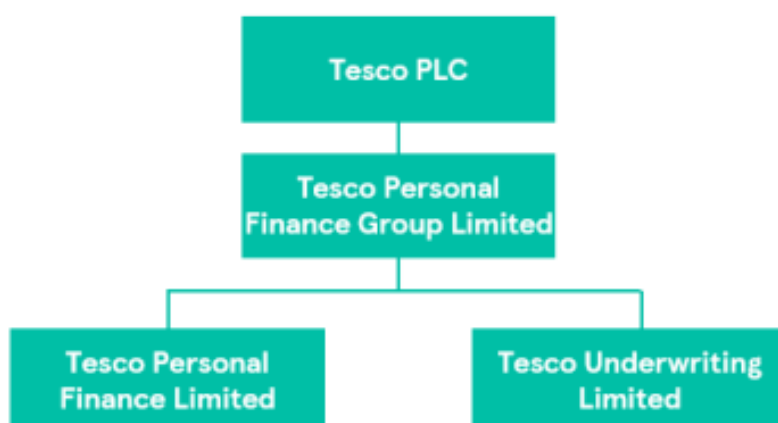 Tesco PLC
Tesco Personal
Finance Group Limited
Tesco Personal
Finance Limited
Tesco Underwriting
Limited